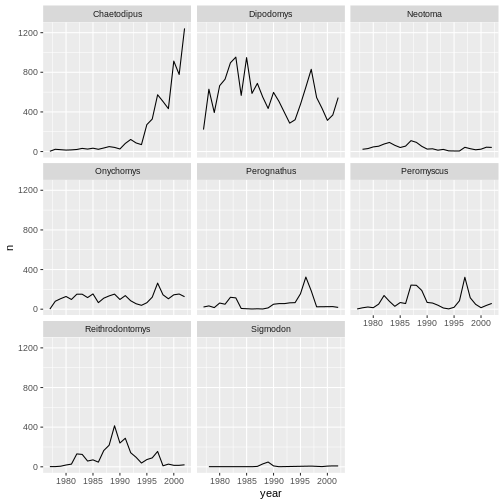 Chaetodipus Dipodomys Neotoma
1200
800
400
0
Onychomys Perognathus Peromyscus
1200
800
400
0
n
1980 1985 1990 1995 2000
Reithrodontomys Sigmodon
1200
800
400
0
1980 1985 1990 1995 2000 1980 1985 1990 1995 2000
year